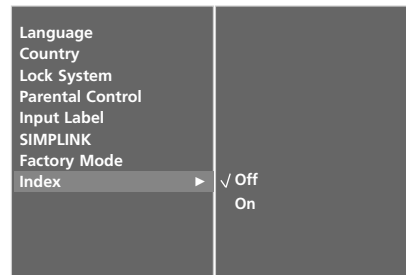 Language
Country
Lock System
Parental Control
Input Label
SIMPLINK
Factory Mode
Index ► √ Off
On